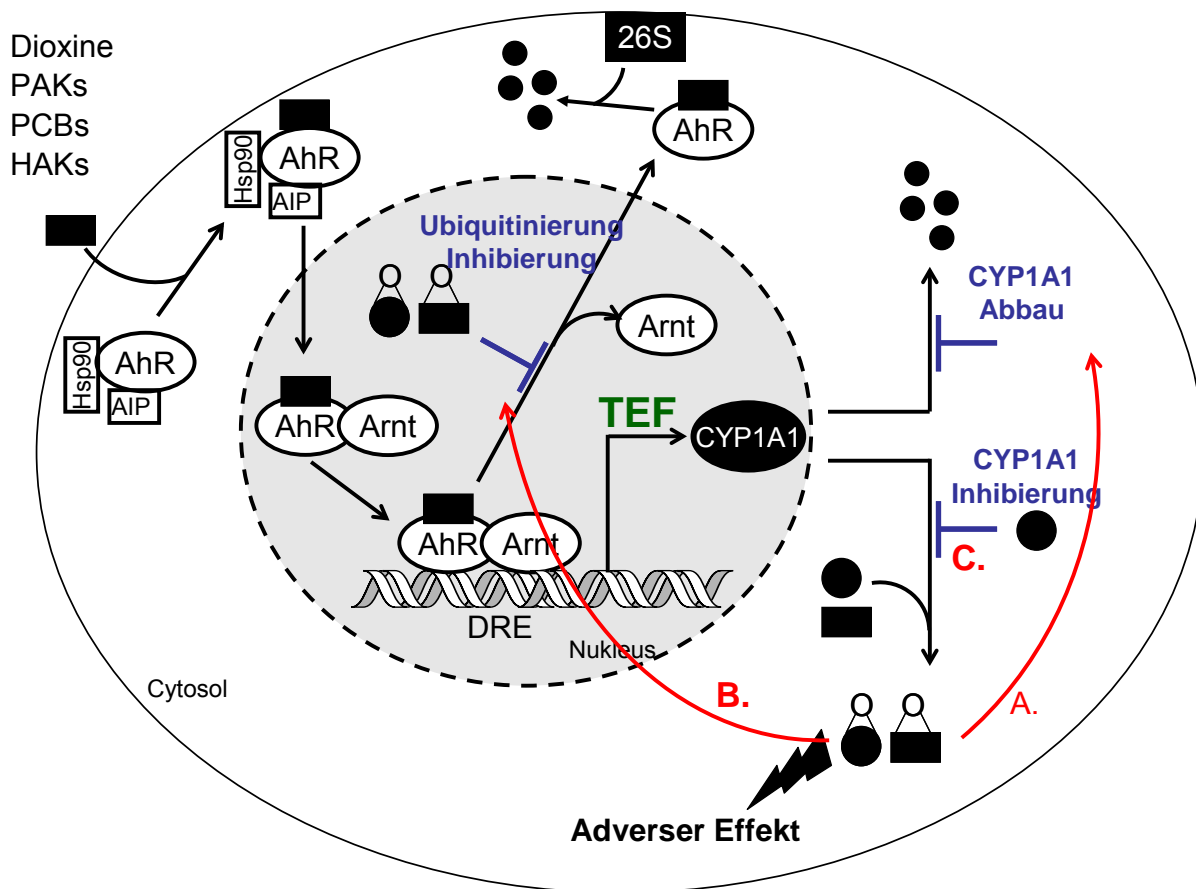 Dioxine
PAKs
PCBs
HAKs
26S
AhR
Hsp90
AhR
AIP
Hsp90
AhR
AIP
Ubiquitinierung
Inhibierung
O
O
Arnt
AhR
Arnt
TEF
CYP1A1
CYP1A1
Abbau
CYP1A1
Inhibierung
C.
AhR
Arnt
DRE
Nukleus
Cytosol
B.
A.
O
O
Adverser Effekt